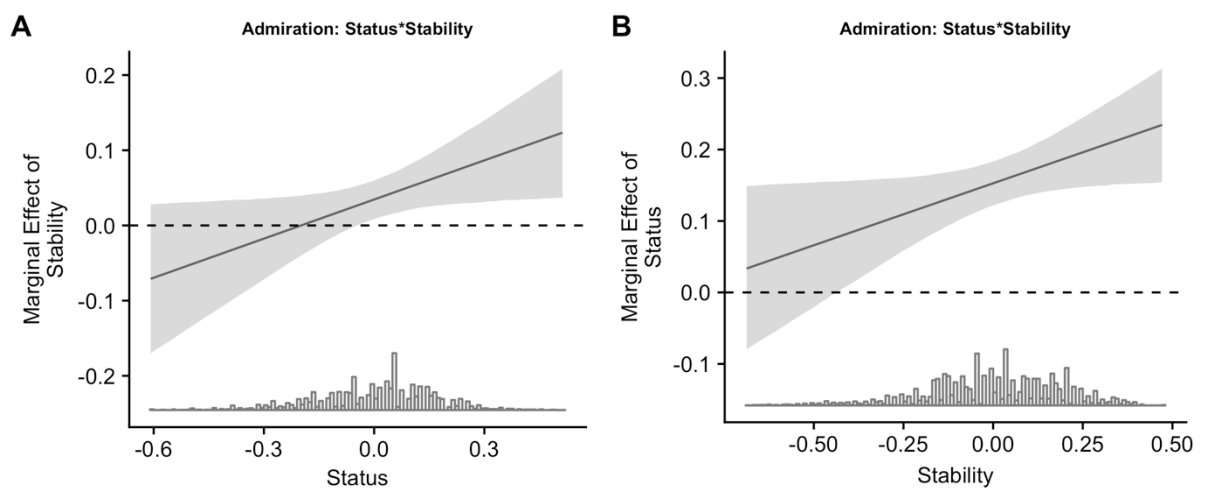 A
Admiration: Status*Stability
Marginal Effect of
Stability
0.2
0.1
0.0
-0.1
-0.2
-0.6
-0.3
0.0
0.3
Status
B
Admiration: Status*Stability
Marginal Effect of
Status
0.3
0.2
0.1
0.0
-0.1
-0.50
-0.25
0.00
0.25
0.50
Stability